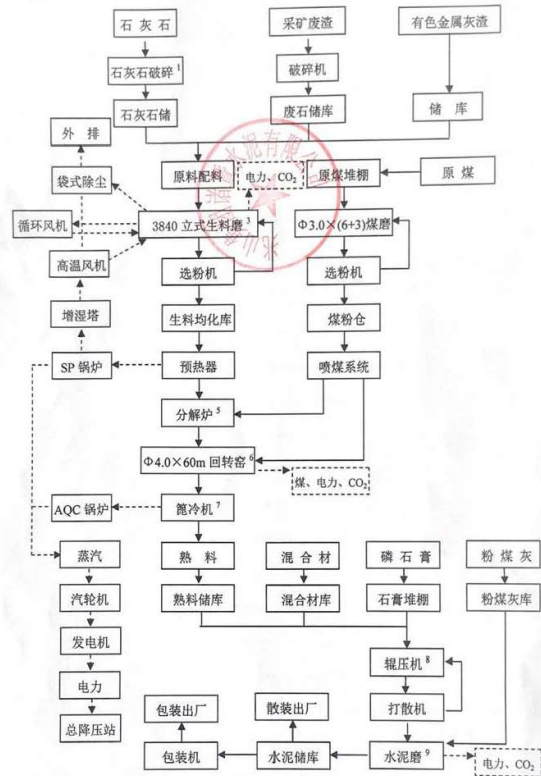 石灰石 采矿废渣 有色金属灰渣
石灰石破碎 1 破碎机
石灰石储 废石储库 储库
外排
袋式除尘 原料配料 电力、CO₂ 原煤堆棚 原煤
循环风机 3840 立式生料磨 3 Φ3.0×(6+3)煤磨
高温风机 选粉机 选粉机
增湿塔 生料均化库 煤粉仓
SP 锅炉 预热器 喷煤系统
分解炉 5
Φ4.0×60m 回转窑 6
煤、电力、CO₂
AQC 锅炉 篦冷机 7
蒸汽 熟料 混合材 磷石膏 粉煤灰
汽轮机 熟料储库 混合材库 石膏堆棚 粉煤灰库
发电机 辊压机 8
电力 包装出厂 散装出厂 打散机
总降压站 包装机 水泥储库 水泥磨 9
电力、CO₂
水泥有限公司